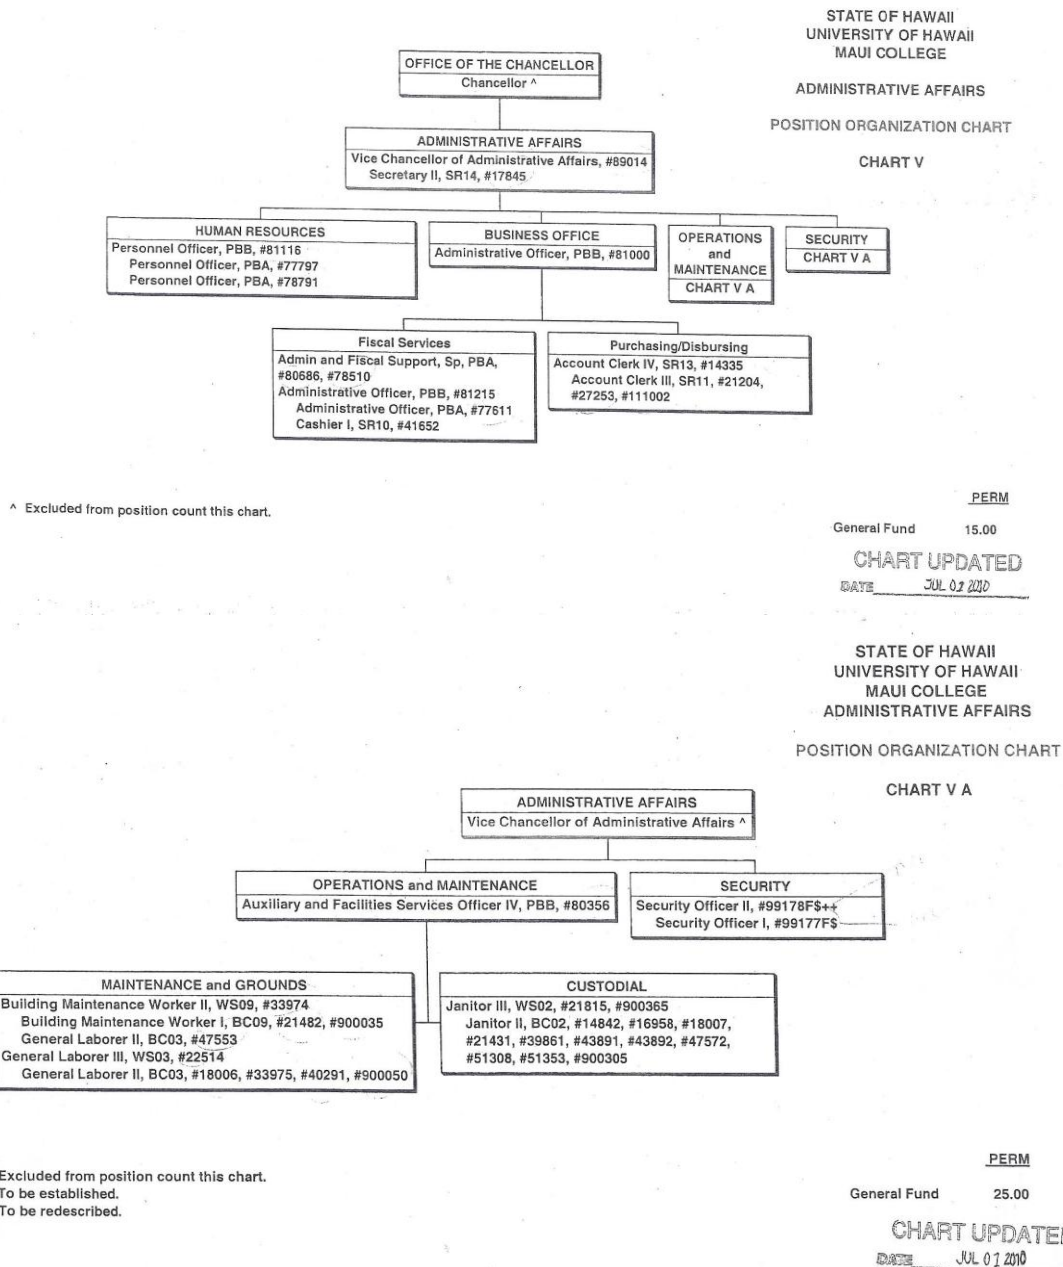 STATE OF HAWAII
UNIVERSITY OF HAWAII
MAUI COLLEGE
ADMINISTRATIVE AFFAIRS
POSITION ORGANIZATION CHART
CHART V
OFFICE OF THE CHANCELLOR
Chancellor ^
ADMINISTRATIVE AFFAIRS
Vice Chancellor of Administrative Affairs, #89014
Secretary II, SR14, #17845
HUMAN RESOURCES
Personnel Officer, PBB, #81116
Personnel Officer, PBA, #77797
Personnel Officer, PBA, #78791
BUSINESS OFFICE
Administrative Officer, PBB, #81000
OPERATIONS
and
MAINTENANCE
CHART V A
SECURITY
CHART V A
Fiscal Services
Admin and Fiscal Support, Sp, PBA,
#80686, #78510
Administrative Officer, PBB, #81215
Administrative Officer, PBA, #77611
Cashier I, SR10, #41652
Purchasing/Disbursing
Account Clerk IV, SR13, #14335
Account Clerk III, SR11, #21204,
#27253, #111002
^ Excluded from position count this chart.
PERM
General Fund 15.00
CHART UPDATED
DATE JUL 01 2010
STATE OF HAWAII
UNIVERSITY OF HAWAII
MAUI COLLEGE
ADMINISTRATIVE AFFAIRS
POSITION ORGANIZATION CHART
CHART V A
ADMINISTRATIVE AFFAIRS
Vice Chancellor of Administrative Affairs ^
OPERATIONS and MAINTENANCE
Auxiliary and Facilities Services Officer IV, PBB, #80356
SECURITY
Security Officer II, #99178F$++
Security Officer I, #99177F$
MAINTENANCE and GROUNDS
Building Maintenance Worker II, WS09, #33974
Building Maintenance Worker I, BC09, #21482, #900035
General Laborer II, BC03, #47553
General Laborer III, WS03, #22514
General Laborer II, BC03, #18006, #33975, #40291, #900050
CUSTODIAL
Janitor III, WS02, #21815, #900365
Janitor II, BC02, #14842, #16958, #18007,
#21431, #39861, #43891, #43892, #47572,
#51308, #51353, #900305
Excluded from position count this chart.
To be established.
To be redescribed.
PERM
General Fund 25.00
CHART UPDATED
DATE JUL 01 2010